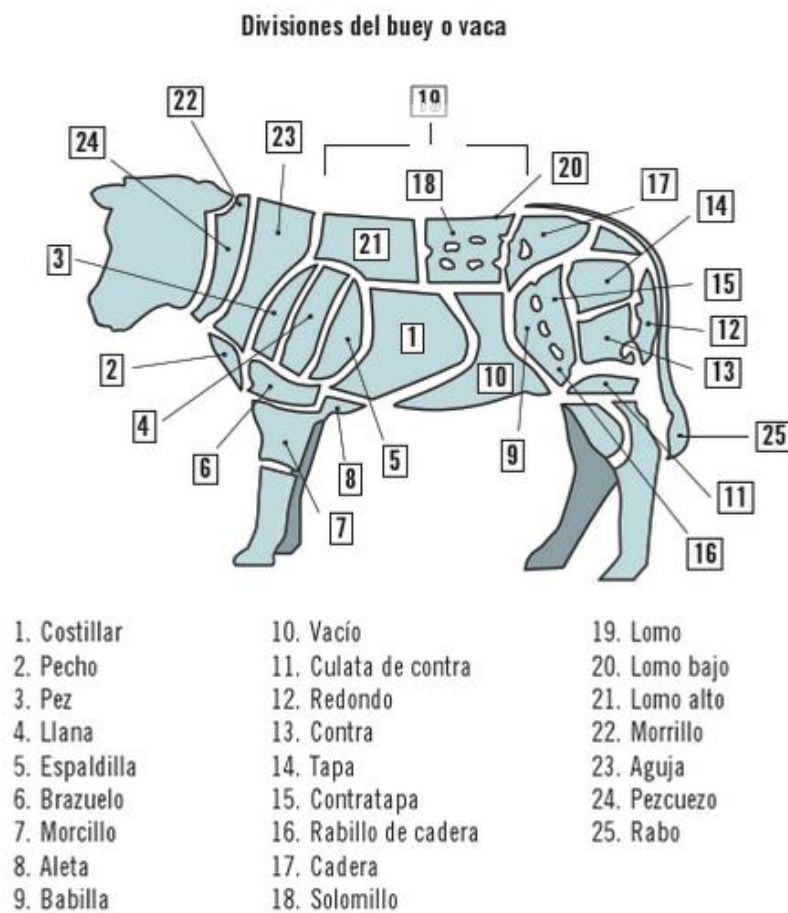 Divisiones del buey o vaca
19
22
23
24
18
20
17
14
21
3
15
1
12
2
10
13
4
25
6
8
5
9
11
7
16
1. Costillar
2. Pecho
3. Pez
4. Llana
5. Espaldilla
6. Brazuelo
7. Morcillo
8. Aleta
9. Babilla
10. Vacío
11. Culata de contra
12. Redondo
13. Contra
14. Tapa
15. Contratapa
16. Rabillo de cadera
17. Cadera
18. Solomillo
19. Lomo
20. Lomo bajo
21. Lomo alto
22. Morrillo
23. Aguja
24. Pezcuezo
25. Rabo